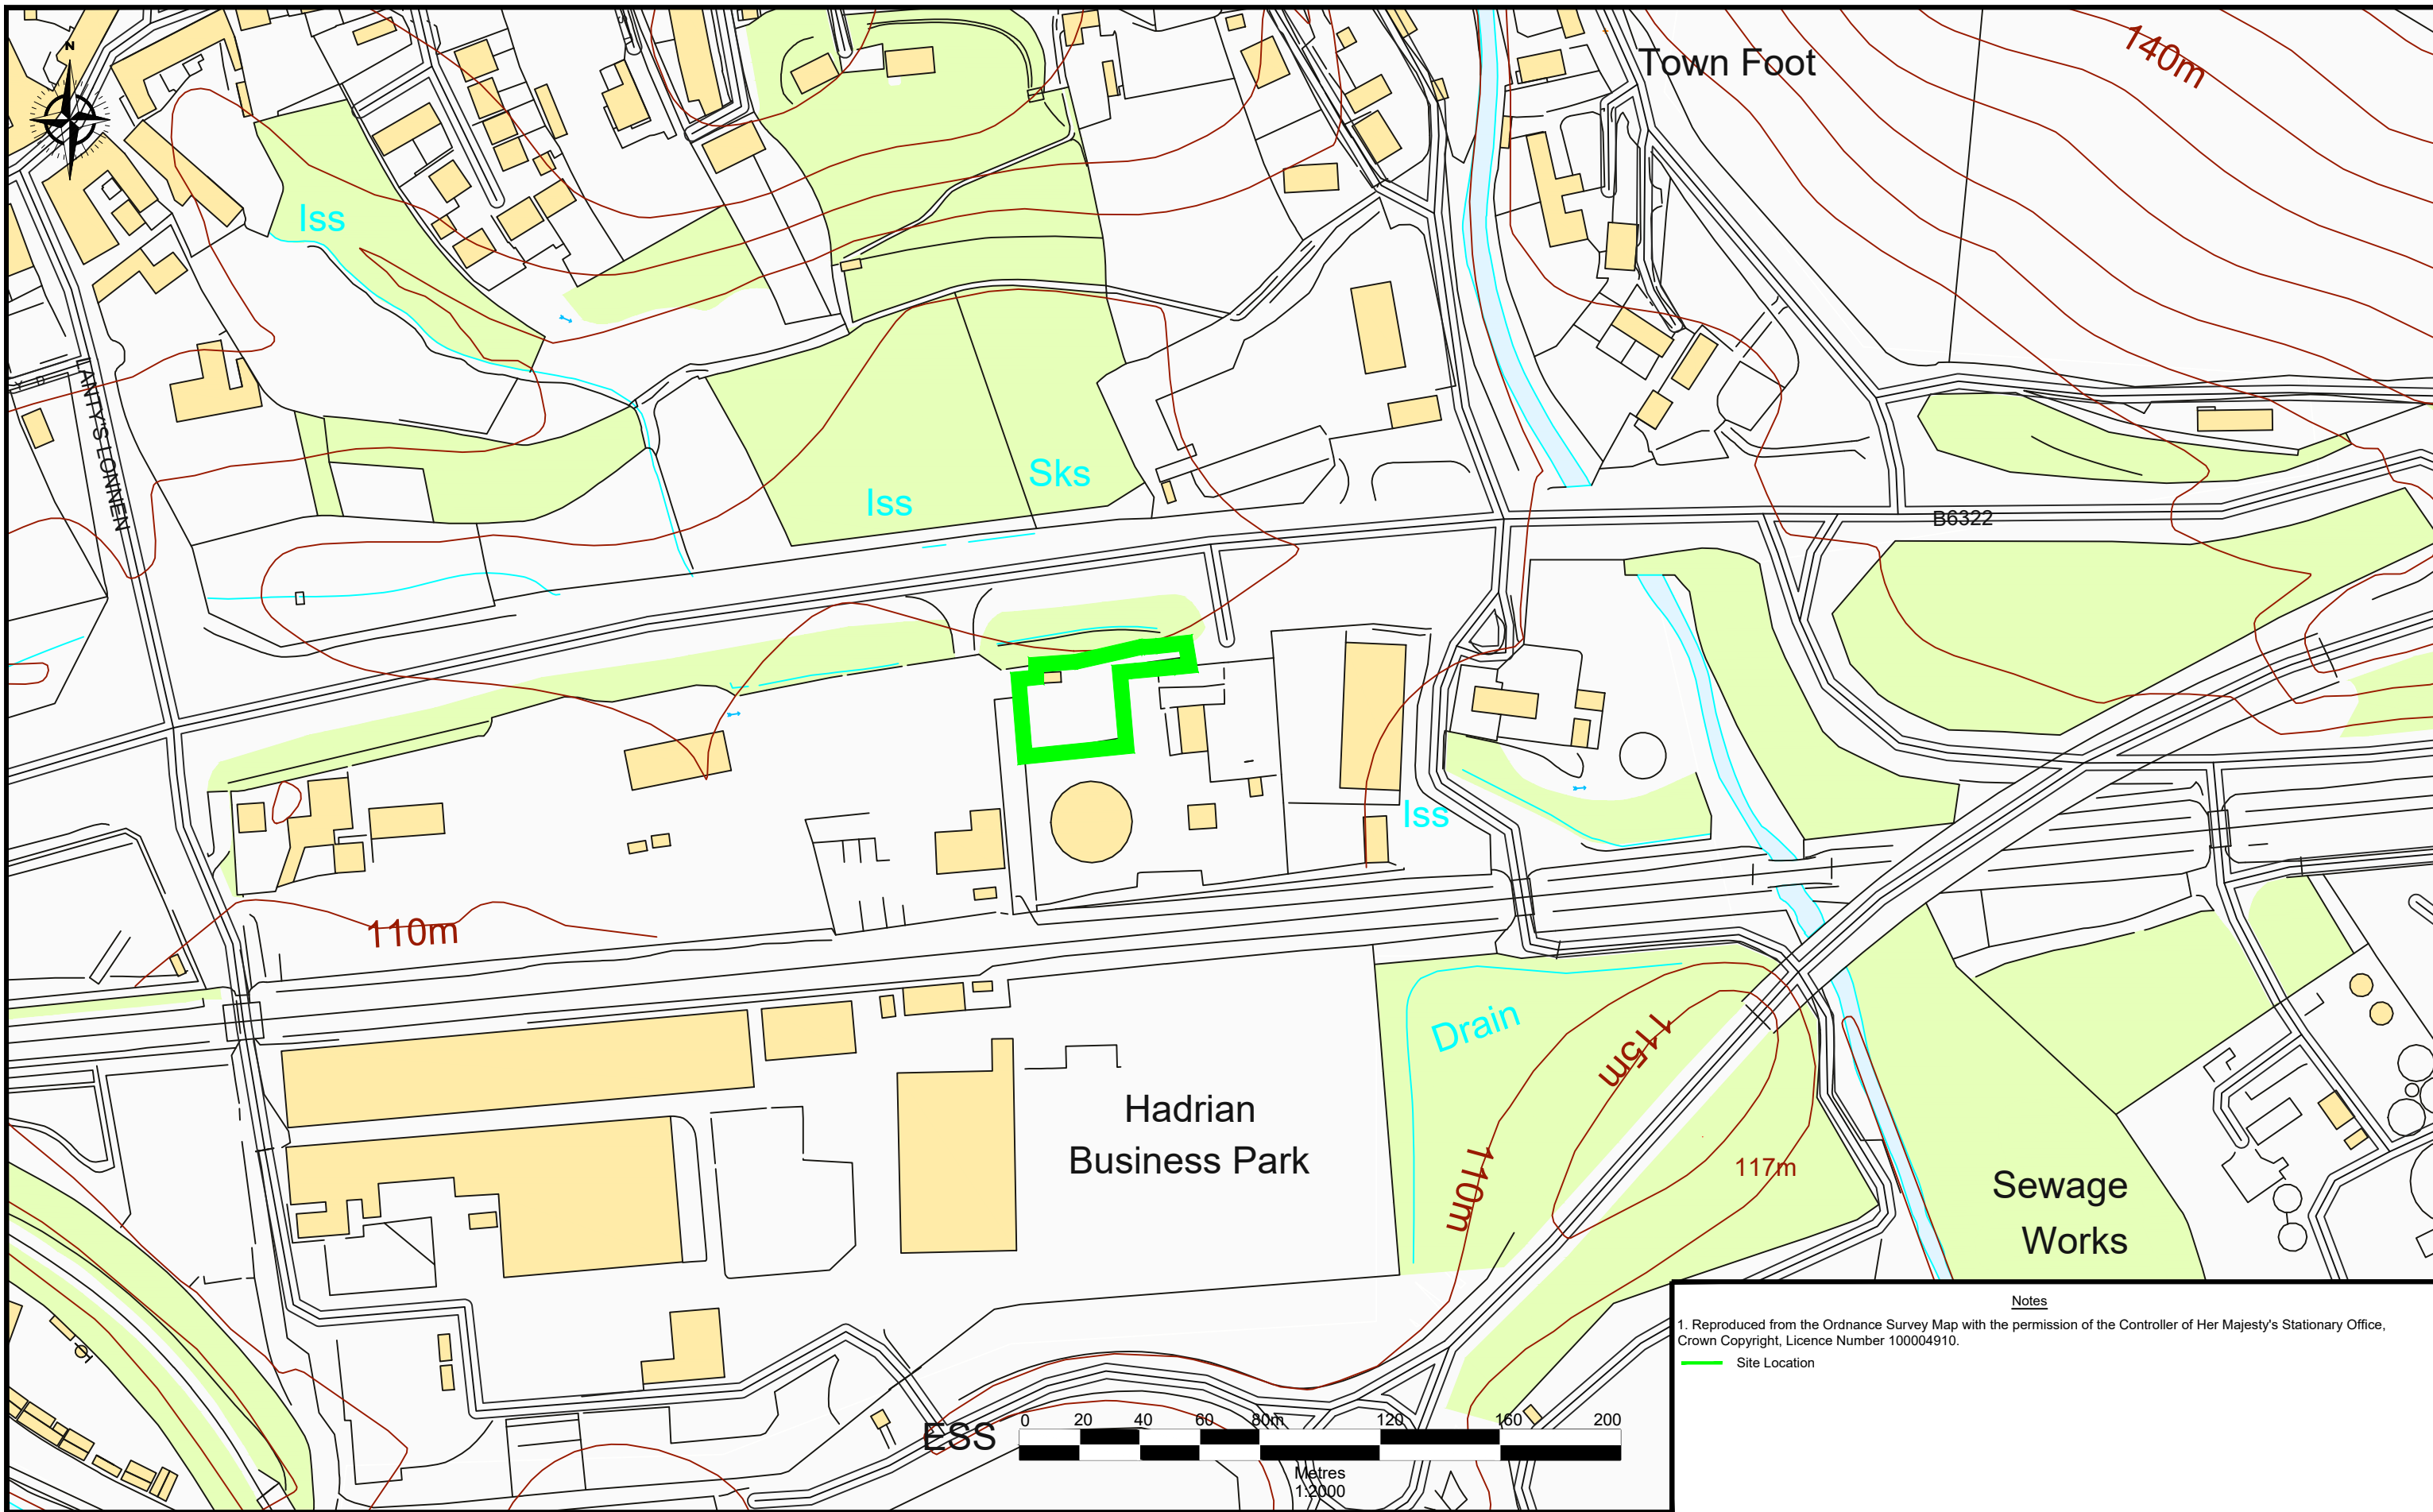 N
Town Foot
140m
Iss
LANTY'S LONNEN
Sks
Iss
B6322
Iss
110m
Drain
115m
Hadrian
Business Park
110m
117m
Sewage
Works
Notes
1. Reproduced from the Ordnance Survey Map with the permission of the Controller of Her Majesty's Stationary Office,
Crown Copyright, Licence Number 100004910.
Site Location
ESS
0 20 40 60 80m 120 160 200
Metres
1:2000